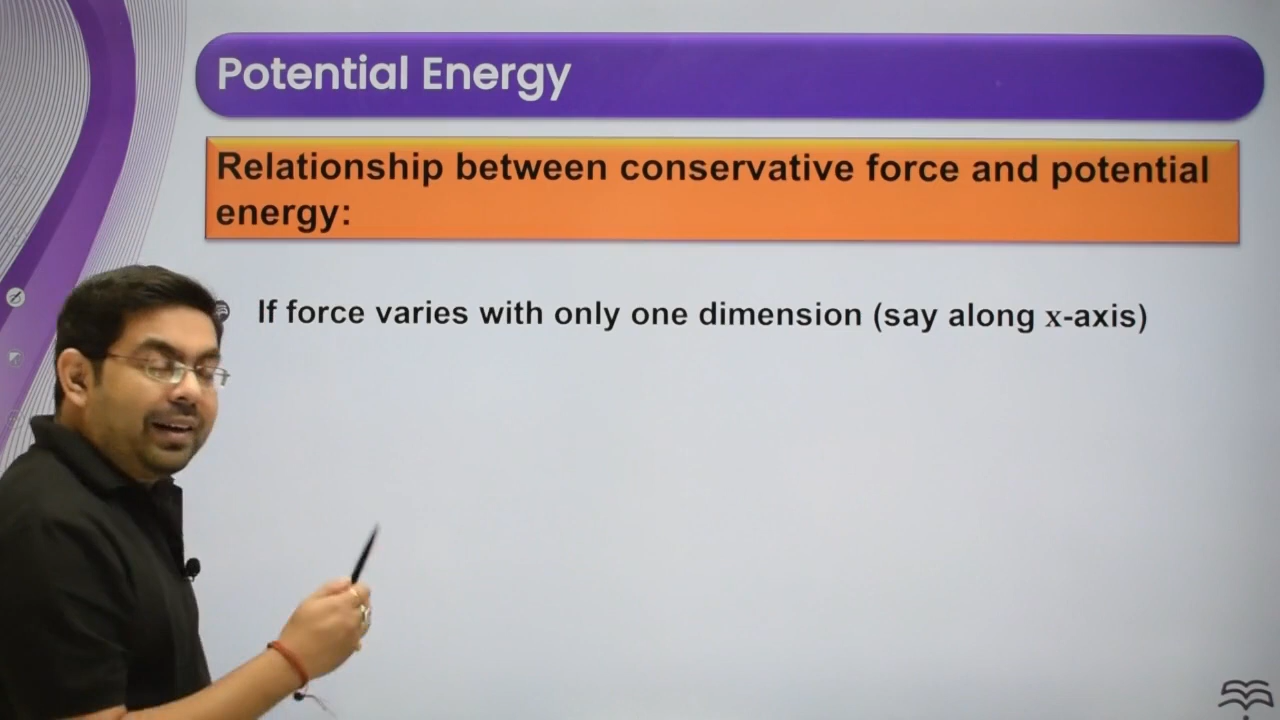 Potential Energy
Relationship between conservative force and potential
energy:
If force varies with only one dimension (say along x-axis)